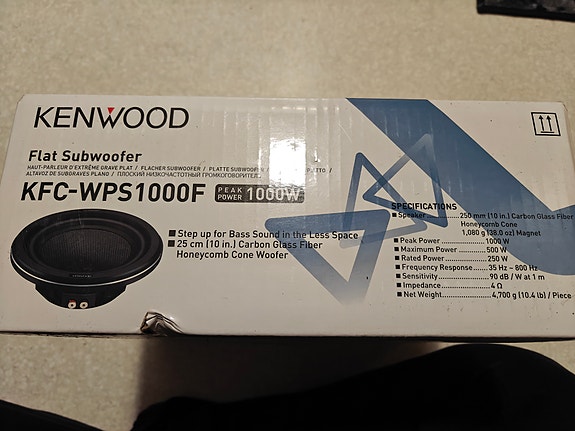 KENWOOD
Flat Subwoofer
HAUT-PARLEUR D'EXTRÊME GRAVE PLAT / FLACHER SUBWOOFER / PLATTE SUBWOOFER /
ALTAVOZ DE SUBGRAVES PLANO / ПЛОСКИЙ НИЗКОЧАСТОТНЫЙ ГРОМКОГОВОРИТЕЛЬ
KFC-WPS1000F PEAK POWER 1000W
■ Step up for Bass Sound in the Less Space
■ 25 cm (10 in.) Carbon Glass Fiber
Honeycomb Cone Woofer
SPECIFICATIONS
■ Speaker ............ 250 mm (10 in.) Carbon Glass Fiber
Honeycomb Cone
1,080 g (38.0 oz) Magnet
■ Peak Power ............ 1000 W
■ Maximum Power ............ 500 W
■ Rated Power ............ 250 W
■ Frequency Response ...... 35 Hz ~ 800 Hz
■ Sensitivity ............ 90 dB / W at 1 m
■ Impedance ............ 4 Ω
■ Net Weight ............ 4,700 g (10.4 lb) / Piece